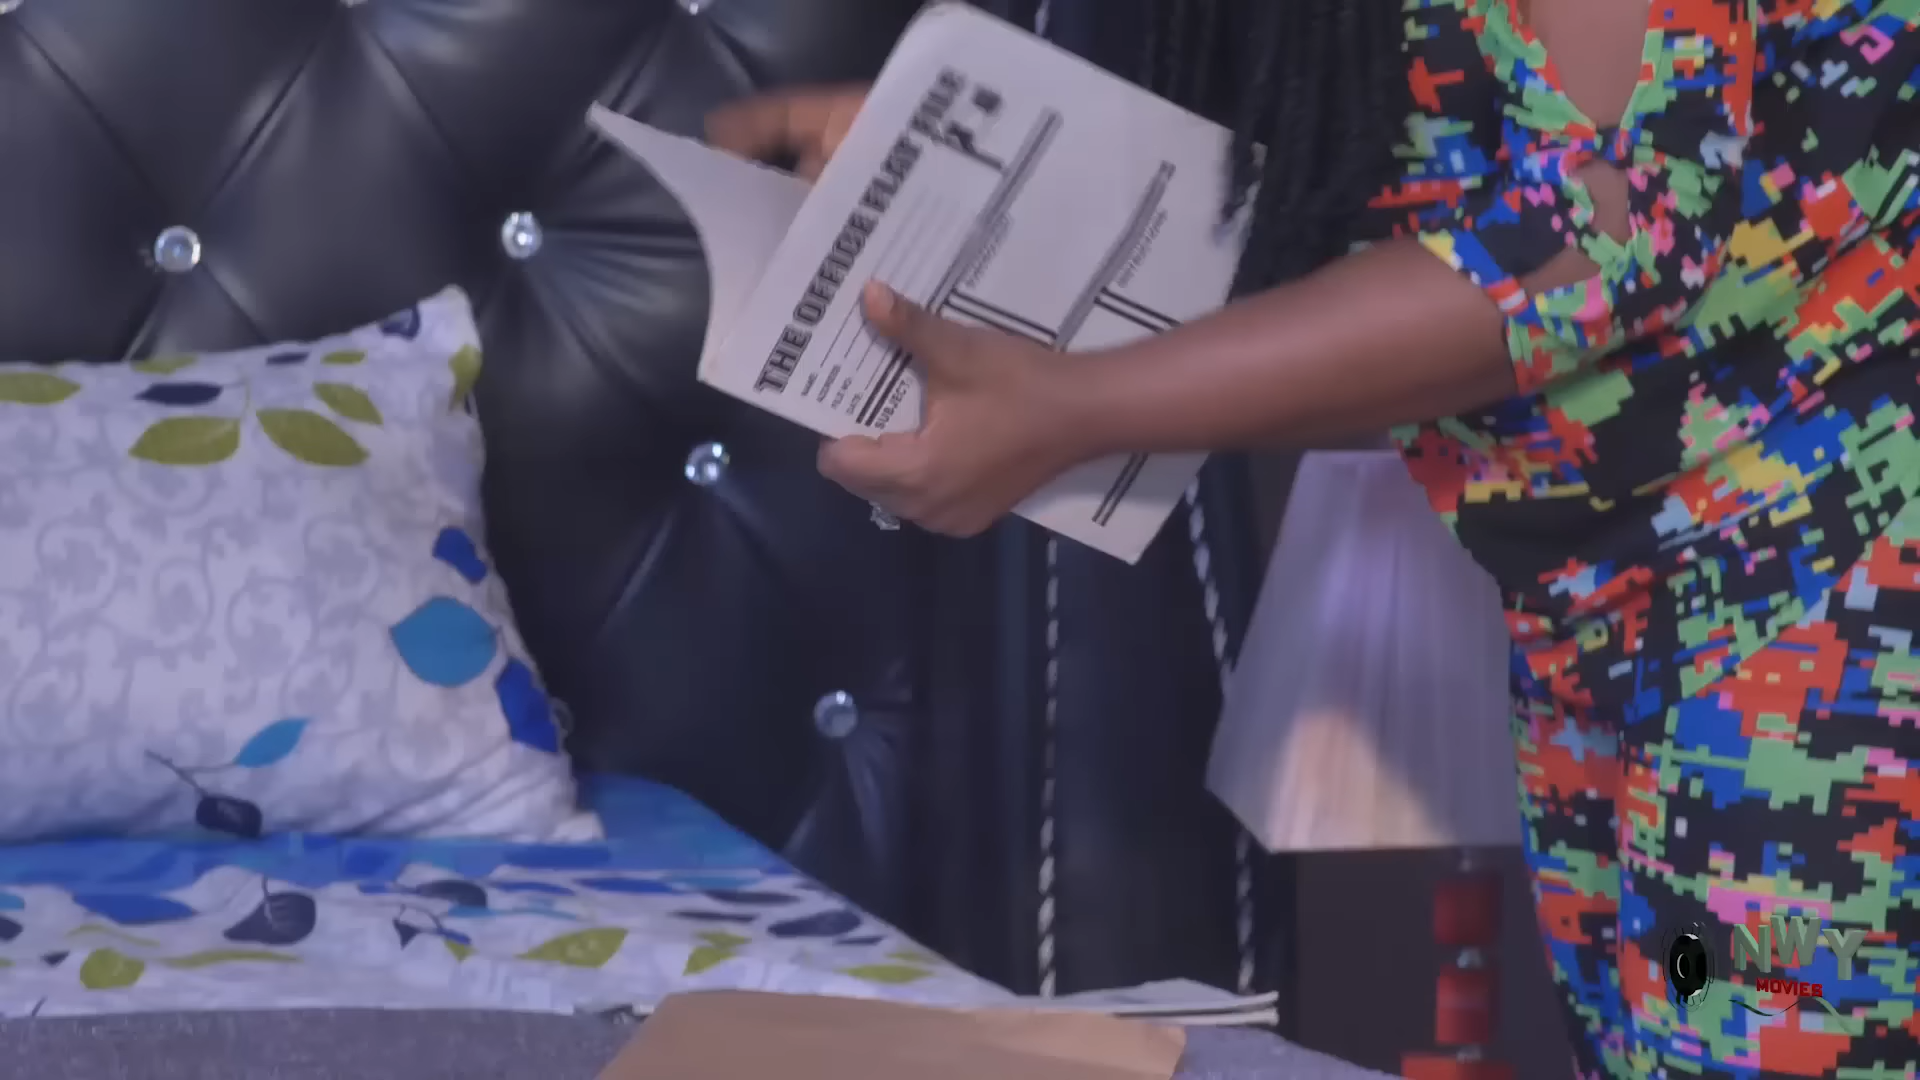 THE OFFICE FLAT FILE
NAME:
ADDRESS:
FILE NO:
DATE:
SUBJECT:
NWY
MOVIES